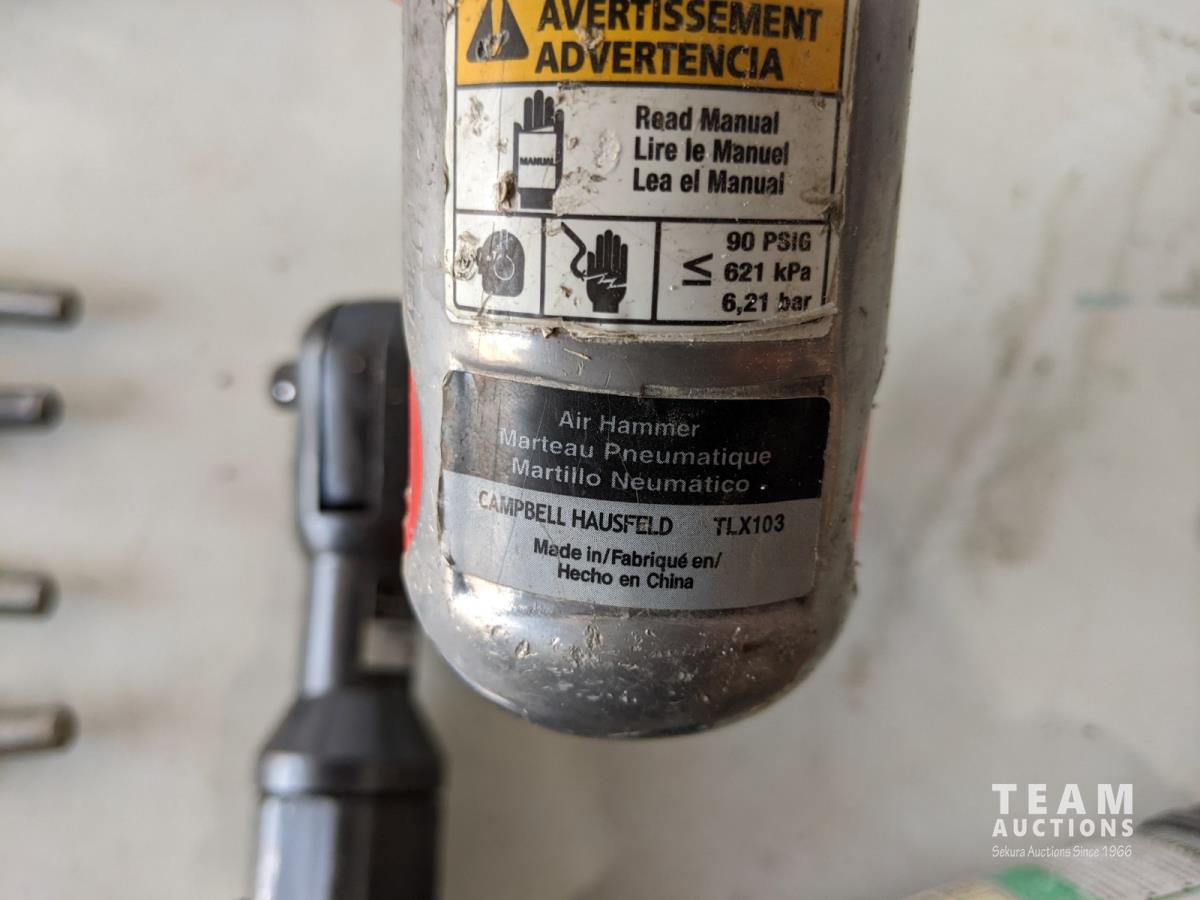 AVERTISSEMENT
ADVERTENCIA
MANUAL
Read Manual
Lire le Manuel
Lea el Manual
≤
90 PSIG
621 kPa
6,21 bar
Air Hammer
Marteau Pneumatique
Martillo Neumático
CAMPBELL HAUSFELD TLX103
Made in/Fabriqué en/
Hecho en China
TEAM
AUCTIONS
Sekura Auctions Since 1966